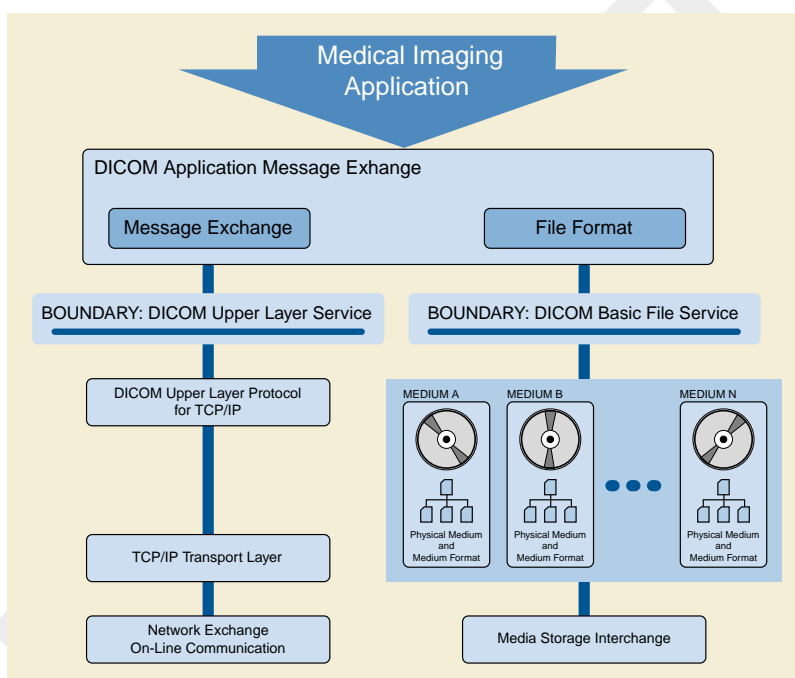 Medical Imaging
Application
DICOM Application Message Exhange
Message Exchange
File Format
BOUNDARY: DICOM Upper Layer Service
BOUNDARY: DICOM Basic File Service
DICOM Upper Layer Protocol
for TCP/IP
MEDIUM A
MEDIUM B
MEDIUM N
Physical Medium
and
Medium Format
Physical Medium
and
Medium Format
Physical Medium
and
Medium Format
TCP/IP Transport Layer
Network Exchange
On-Line Communication
Media Storage Interchange